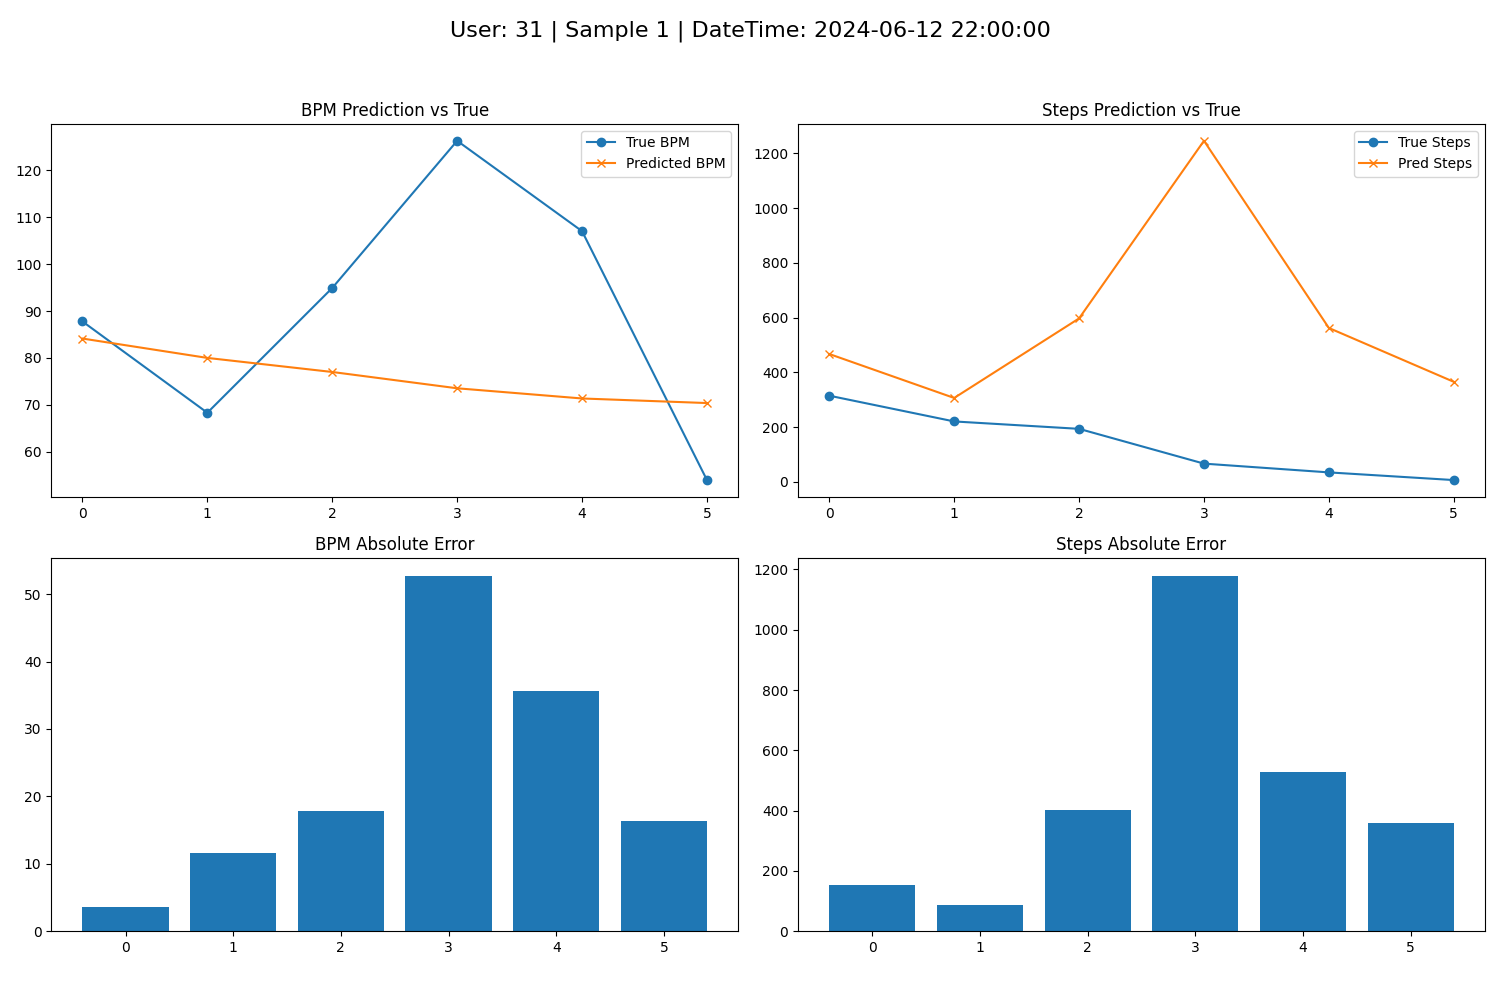 User: 31 | Sample 1 | DateTime: 2024-06-12 22:00:00
BPM Prediction vs True
True BPM
Predicted BPM
120
110
100
90
80
70
60
0 1 2 3 4 5
Steps Prediction vs True
True Steps
Pred Steps
1200
1000
800
600
400
200
0
0 1 2 3 4 5
BPM Absolute Error
50
40
30
20
10
0
0 1 2 3 4 5
Steps Absolute Error
1200
1000
800
600
400
200
0
0 1 2 3 4 5